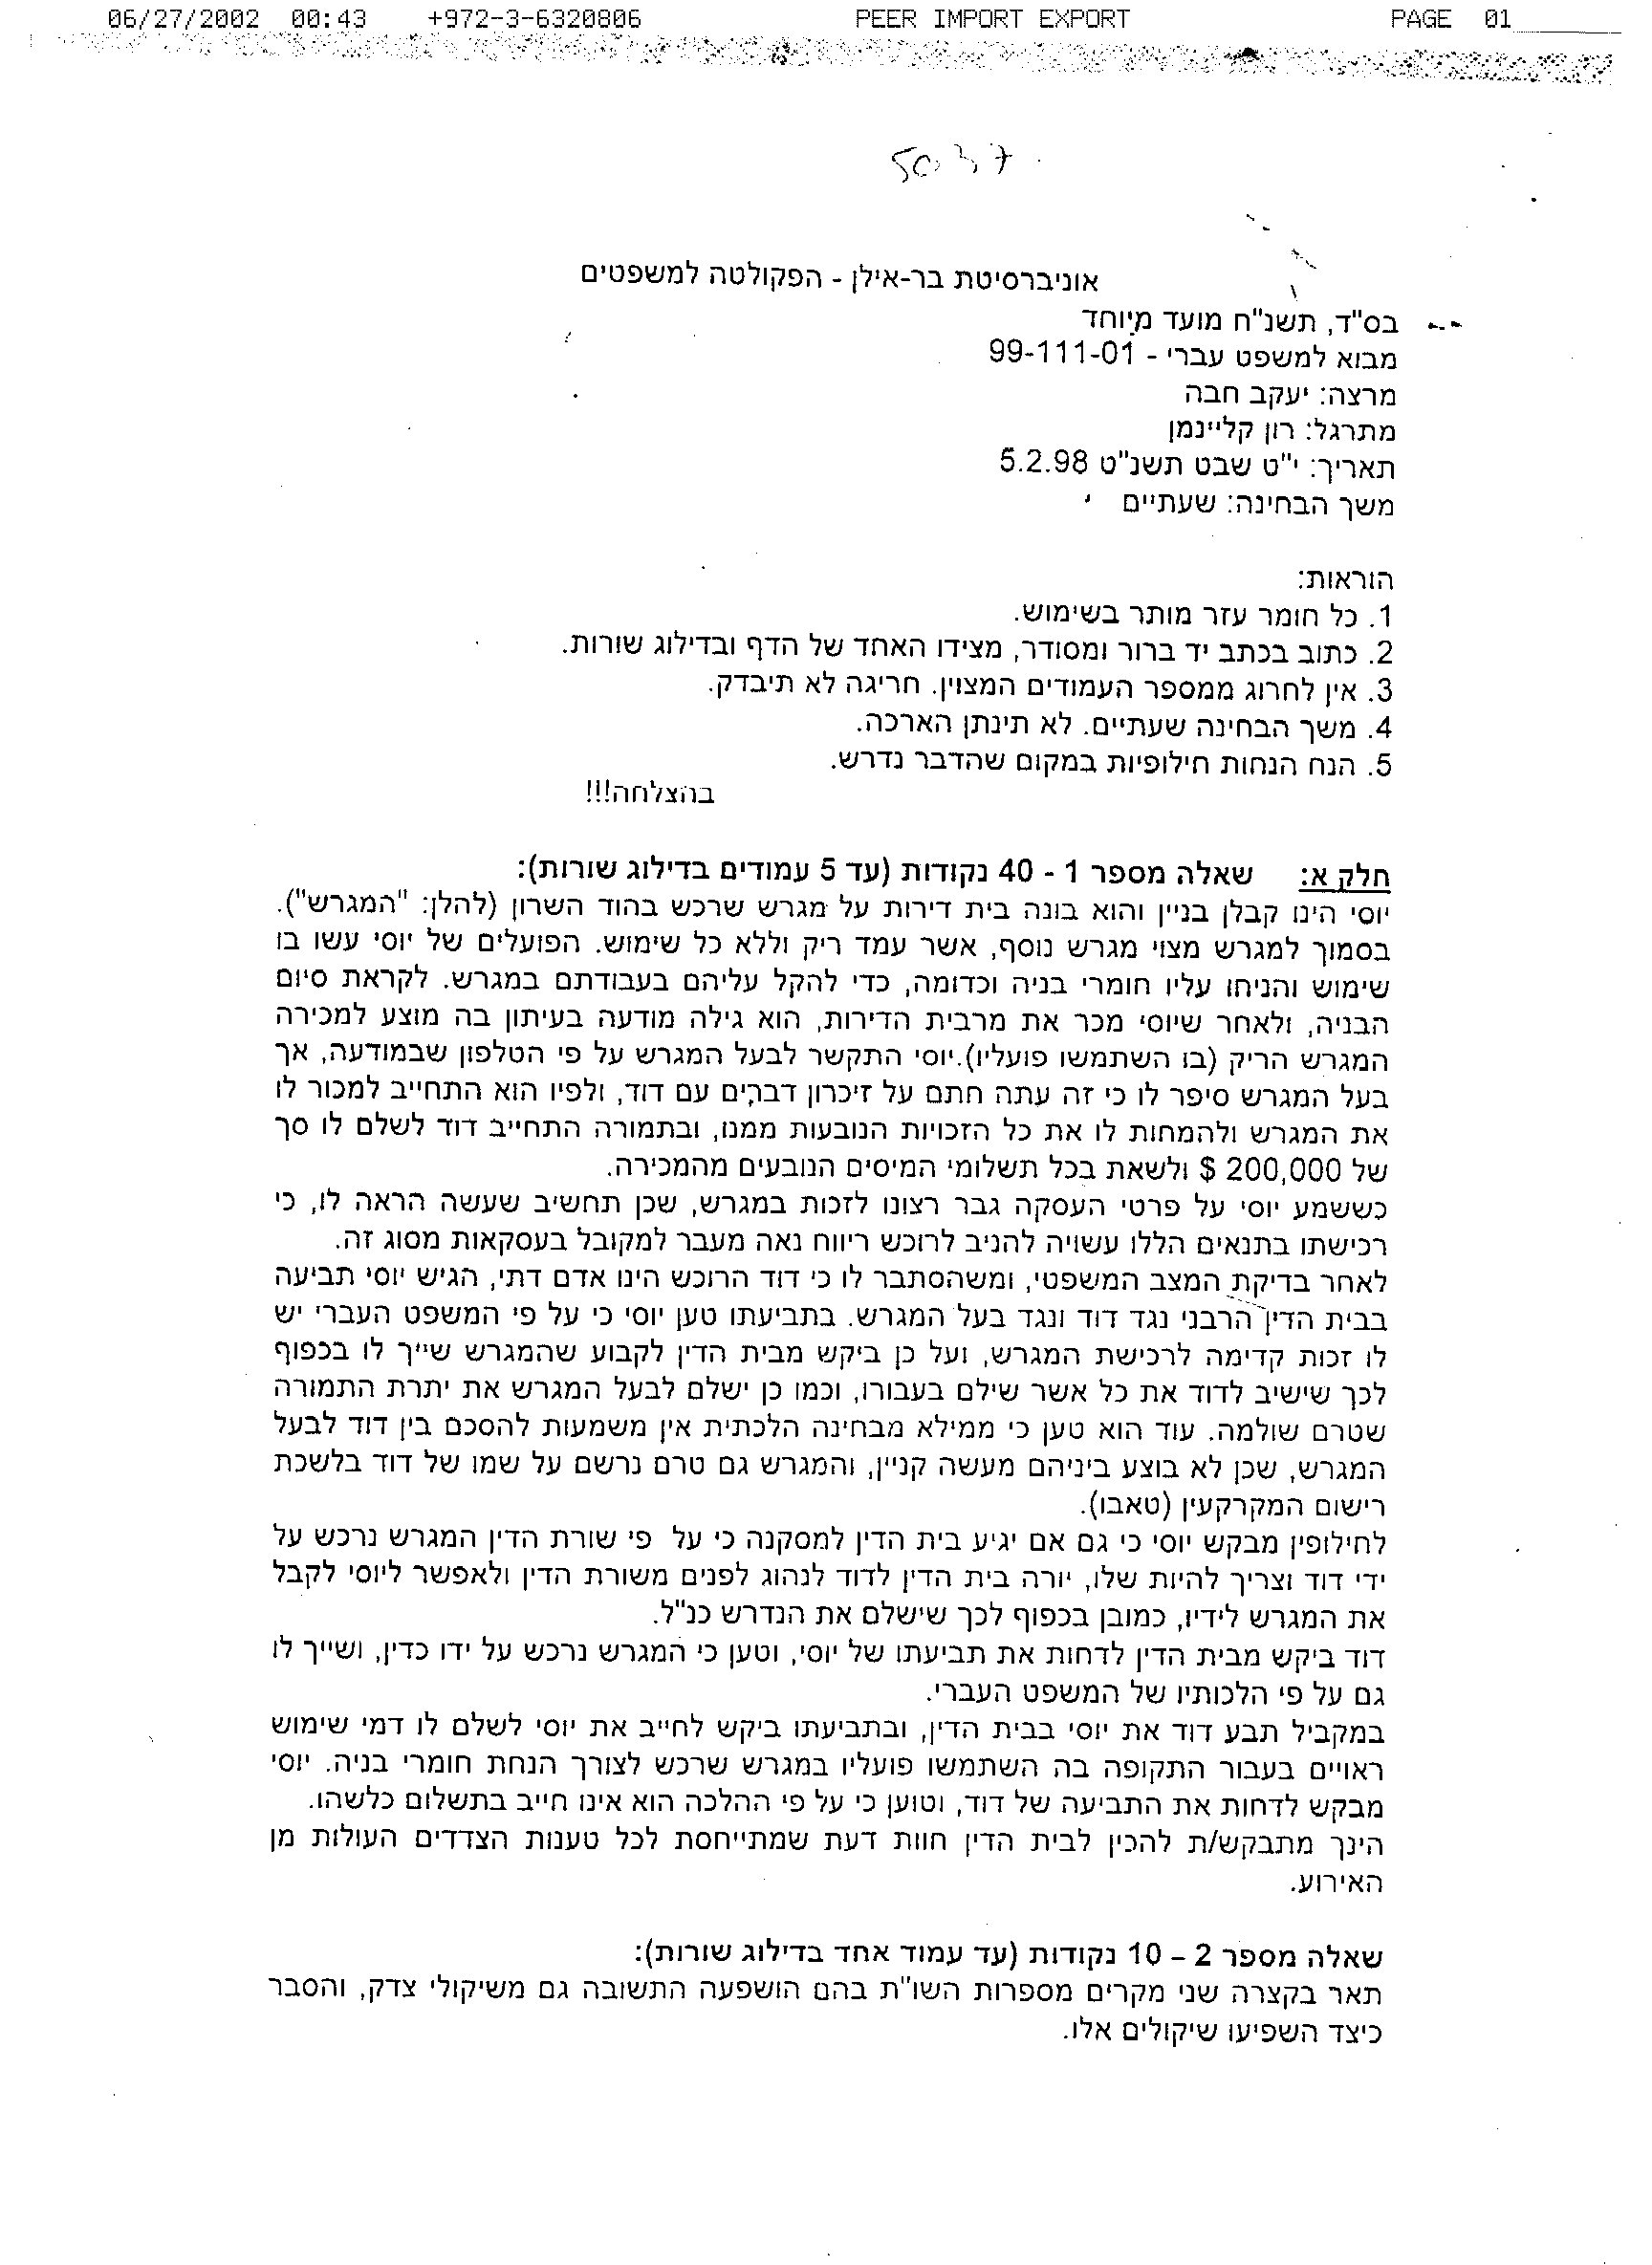 06/27/2002 00:43 +972-3-6320806 PEER IMPORT EXPORT PAGE 01
5037
אוניברסיטת בר-אילן - הפקולטה למשפטים
בס"ד, תשנ"ח מועד מיוחד
מבוא למשפט עברי - 99-111-01
מרצה: יעקב חבה
מתרגל: רון קליינמן
תאריך: י"ט שבט תשנ"ט 5.2.98
משך הבחינה: שעתיים
הוראות:
1. כל חומר עזר מותר בשימוש.
2. כתוב בכתב יד ברור ומסודר, מצידו האחד של הדף ובדילוג שורות.
3. אין לחרוג ממספר העמודים המצוין. חריגה לא תיבדק.
4. משך הבחינה שעתיים. לא תינתן הארכה.
5. הנח הנחות חילופיות במקום שהדבר נדרש.
בהצלחה!!!
חלק א: שאלה מספר 1 - 40 נקודות (עד 5 עמודים בדילוג שורות):
יוסי הינו קבלן בניין והוא בונה בית דירות על מגרש שרכש בהוד השרון (להלן: "המגרש").
בסמוך למגרש מצוי מגרש נוסף, אשר עמד ריק וללא כל שימוש. הפועלים של יוסי עשו בו
שימוש והניחו עליו חומרי בניה וכדומה, כדי להקל עליהם בעבודתם במגרש. לקראת סיום
הבניה, ולאחר שיוסי מכר את מרבית הדירות, הוא גילה מודעה בעיתון בה מוצע למכירה
המגרש הריק (בו השתמשו פועליו).יוסי התקשר לבעל המגרש על פי הטלפון שבמודעה, אך
בעל המגרש סיפר לו כי זה עתה חתם על זיכרון דברים עם דוד, ולפיו הוא התחייב למכור לו
את המגרש ולהמחות לו את כל הזכויות הנובעות ממנו, ובתמורה התחייב דוד לשלם לו סך
של 200,000 $ ולשאת בכל תשלומי המיסים הנובעים מהמכירה.
כששמע יוסי על פרטי העסקה גבר רצונו לזכות במגרש, שכן תחשיב שעשה הראה לו, כי
רכישתו בתנאים הללו עשויה להניב לרוכש ריווח נאה מעבר למקובל בעסקאות מסוג זה.
לאחר בדיקת המצב המשפטי, ומשהסתבר לו כי דוד הרוכש הינו אדם דתי, הגיש יוסי תביעה
בבית הדין הרבני נגד דוד ונגד בעל המגרש. בתביעתו טען יוסי כי על פי המשפט העברי יש
לו זכות קדימה לרכישת המגרש, ועל כן ביקש מבית הדין לקבוע שהמגרש שייך לו בכפוף
לכך שישיב לדוד את כל אשר שילם בעבורו, וכמו כן ישלם לבעל המגרש את יתרת התמורה
שטרם שולמה. עוד הוא טען כי ממילא מבחינה הלכתית אין משמעות להסכם בין דוד לבעל
המגרש, שכן לא בוצע ביניהם מעשה קניין, והמגרש גם טרם נרשם על שמו של דוד בלשכת
רישום המקרקעין (טאבו).
לחילופין מבקש יוסי כי גם אם יגיע בית הדין למסקנה כי על פי שורת הדין המגרש נרכש על
ידי דוד וצריך להיות שלו, יורה בית הדין לדוד לנהוג לפנים משורת הדין ולאפשר ליוסי לקבל
את המגרש לידיו, כמובן בכפוף לכך שישלם את הנדרש כנ"ל.
דוד ביקש מבית הדין לדחות את תביעתו של יוסי, וטען כי המגרש נרכש על ידו כדין, ושייך לו
גם על פי הלכותיו של המשפט העברי.
במקביל תבע דוד את יוסי בבית הדין, ובתביעתו ביקש לחייב את יוסי לשלם לו דמי שימוש
ראויים בעבור התקופה בה השתמשו פועליו במגרש שרכש לצורך הנחת חומרי בניה. יוסי
מבקש לדחות את התביעה של דוד, וטוען כי על פי ההלכה הוא אינו חייב בתשלום כלשהו.
הינך מתבקש/ת להכין לבית הדין חוות דעת שמתייחסת לכל טענות הצדדים העולות מן
האירוע.
שאלה מספר 2 – 10 נקודות (עד עמוד אחד בדילוג שורות):
תאר בקצרה שני מקרים מספרות השו"ת בהם הושפעה התשובה גם משיקולי צדק, והסבר
כיצד השפיעו שיקולים אלו.